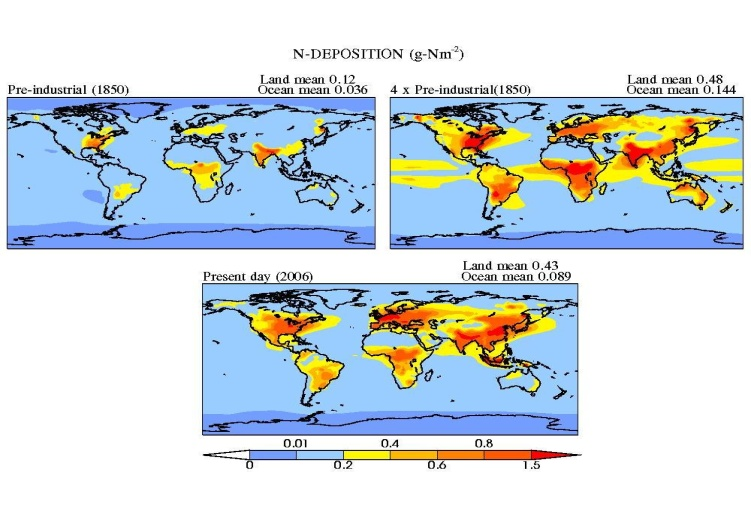 N-DEPOSITION (g-Nm-2)
Land mean 0.12
Pre-industrial (1850) Ocean mean 0.036
Land mean 0.48
4 x Pre-industrial(1850) Ocean mean 0.144
Land mean 0.43
Present day (2006) Ocean mean 0.089
0.01 0.4 0.8
0 0.2 0.6 1.5